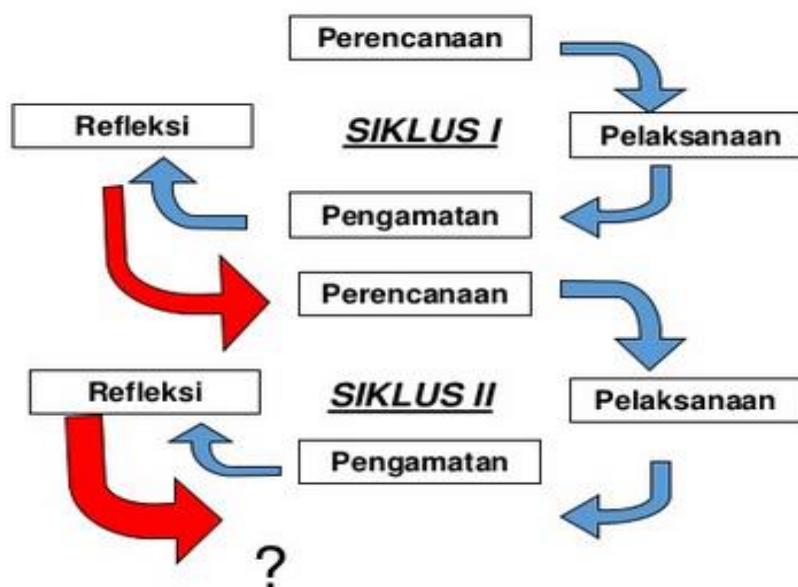 Perencanaan
Refleksi
SIKLUS I
Pelaksanaan
Pengamatan
Perencanaan
Refleksi
SIKLUS II
Pelaksanaan
Pengamatan
?